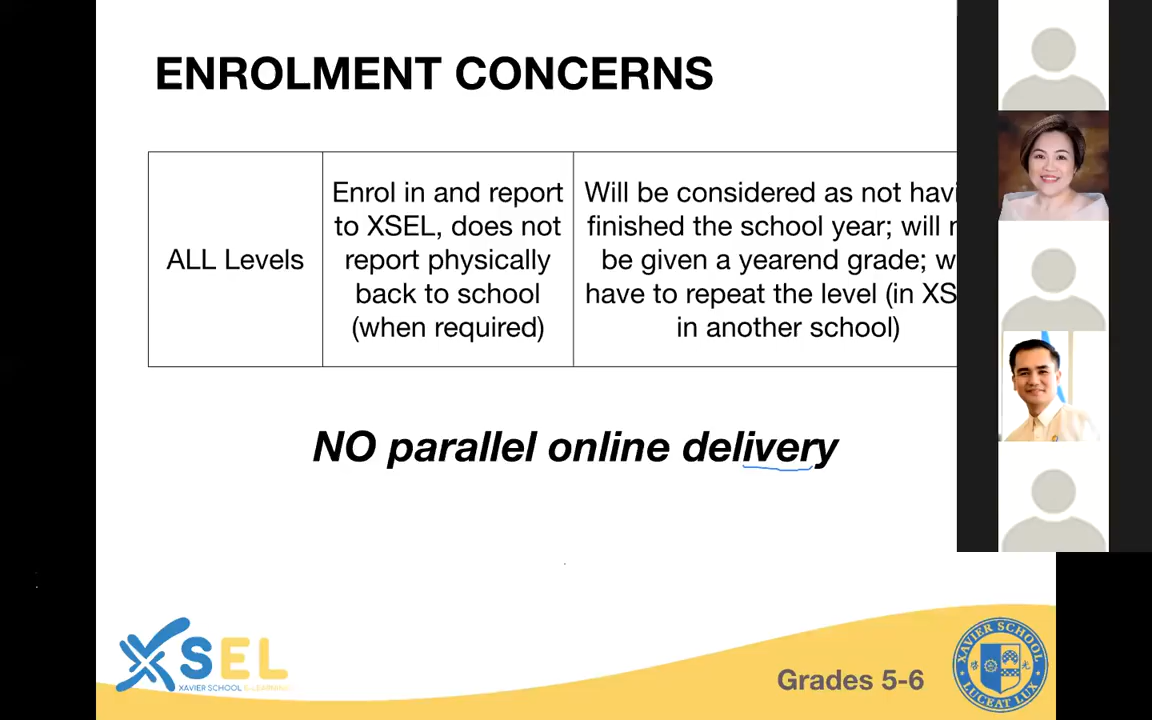 ENROLMENT CONCERNS
ALL Levels
Enrol in and report
to XSEL, does not
report physically
back to school
(when required)
Will be considered as not havi
finished the school year; will
be given a yearend grade;
have to repeat the level (in XS
in another school)
NO parallel online delivery
XSEL
XAVIER SCHOOL E-LEARNING
Grades 5-6
XAVIER SCHOOL
LUCEAT LUX